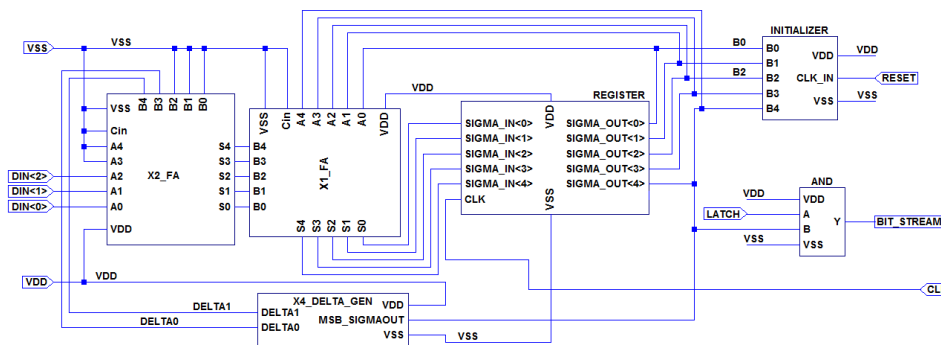 VSS
VSS
B4 B3 B2 B1 B0
VSS
Cin
A4
A3
A2
A1
A0
VDD
X2_FA
S4
S3
S2
S1
S0
DIN<2>
DIN<1>
DIN<0>
VDD
VDD
VSS Cin A4 A3 A2 A1 A0 VDD
B4
B3
B2
B1
B0
X1_FA
S4 S3 S2 S1 S0
VDD
REGISTER
VDD
SIGMA_IN<0> SIGMA_OUT<0>
SIGMA_IN<1> SIGMA_OUT<1>
SIGMA_IN<2> SIGMA_OUT<2>
SIGMA_IN<3> SIGMA_OUT<3>
SIGMA_IN<4> SIGMA_OUT<4>
CLK
VSS
INITIALIZER
B0
B2
B0
B1
B2
B3
B4
VDD
CLK_IN
VSS
VDD
RESET
VSS
AND
VDD
LATCH
VSS
VDD
A
B
VSS
Y
BIT_STREAM
CL
X4_DELTA_GEN
DELTA1
DELTA0
DELTA1
DELTA0
VDD
MSB_SIGMAOUT
VSS
VSS